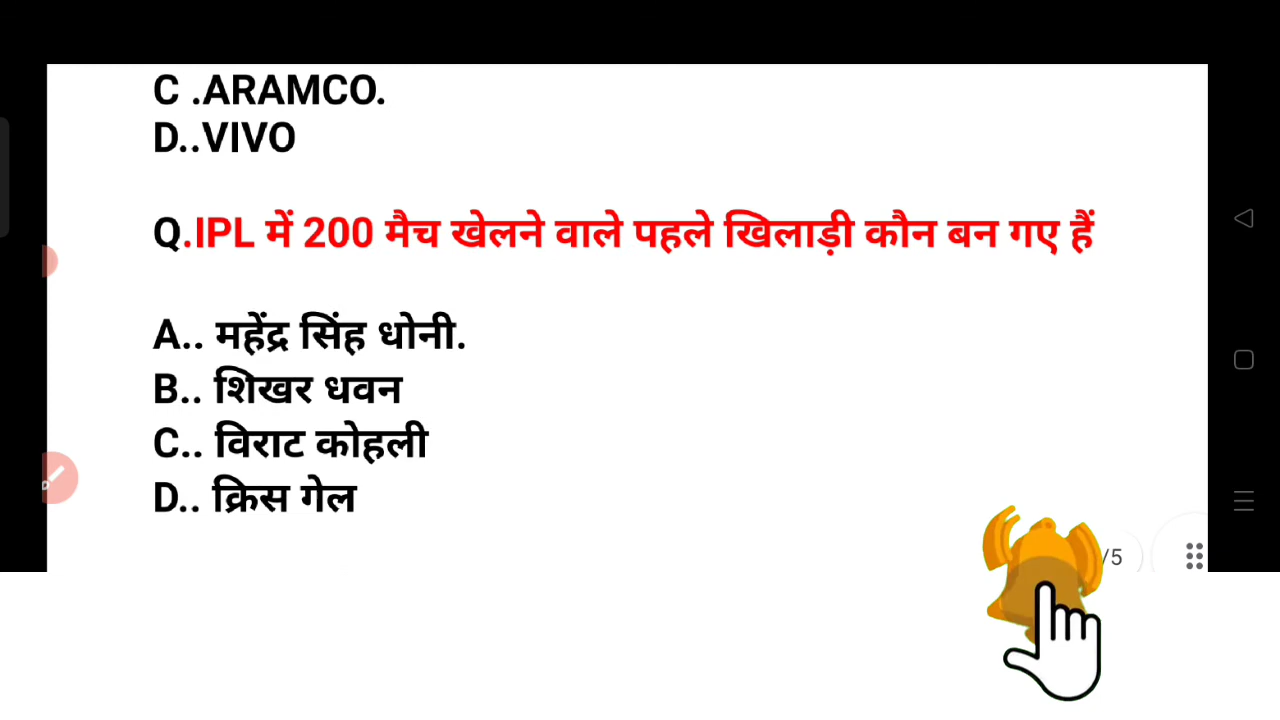 C .ARAMCO.
D..VIVO
Q.IPL में 200 मैच खेलने वाले पहले खिलाड़ी कौन बन गए हैं
A.. महेंद्र सिंह धोनी.
B.. शिखर धवन
C.. विराट कोहली
D.. क्रिस गेल
/5